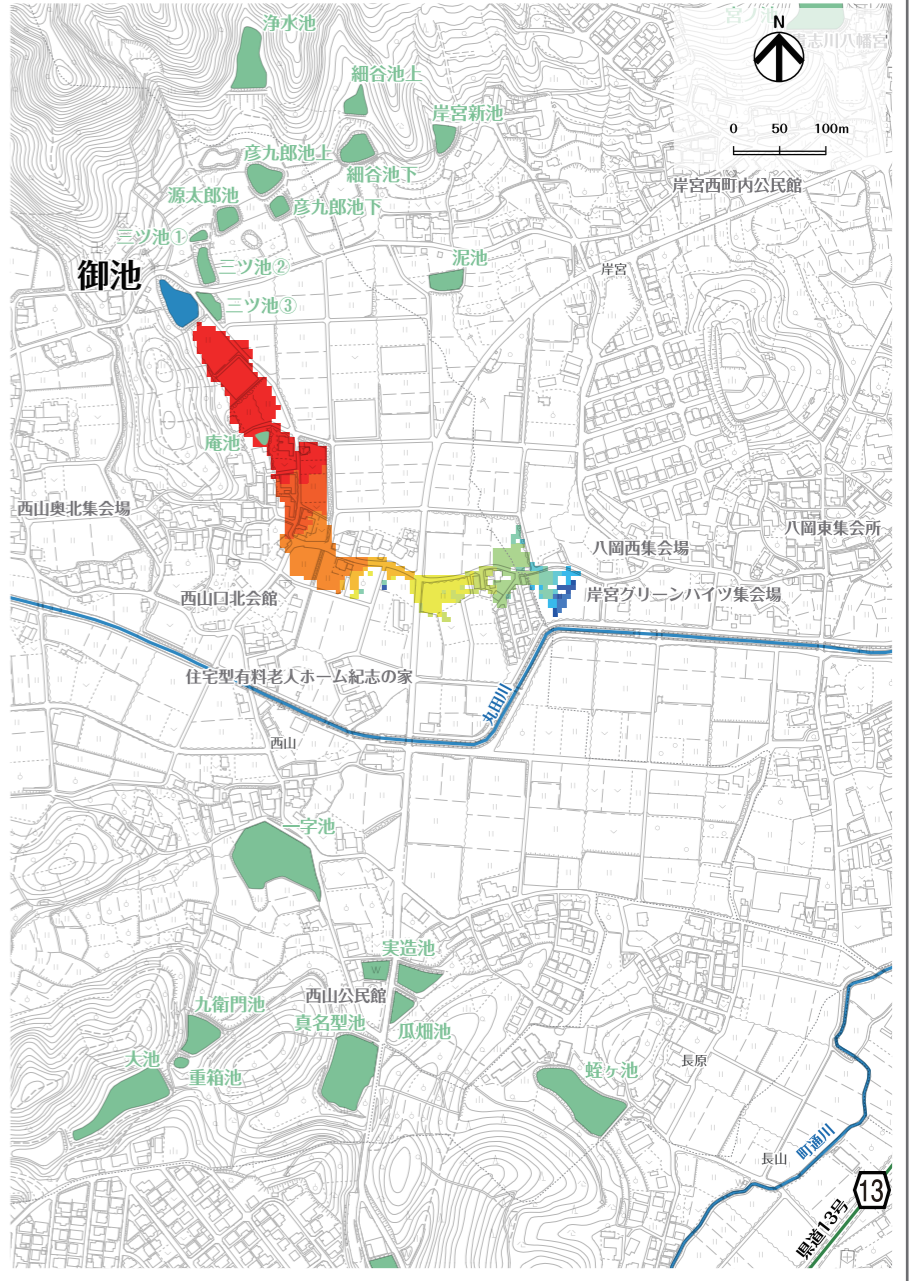 浄水池
宮 池
貴志川八幡宮
N
細谷池上
岸宮新池
0 50 100m
彦九郎池上
細谷池下
岸宮西町内公民館
源太郎池
彦九郎池下
三ツ池①
泥池
岸宮
御池
三ツ池②
三ツ池③
庵池
西山奥北集会場
八岡東集会所
八岡西集会場
西山口北会館
岸宮グリーンハイツ集会場
住宅型有料老人ホーム紀志の家
丸田川
西山
一字池
実造池
西山公民館
九衛門池
真名型池
瓜畑池
大池
重箱池
蛭ヶ池
長原
町通川
長山
13
県道13号